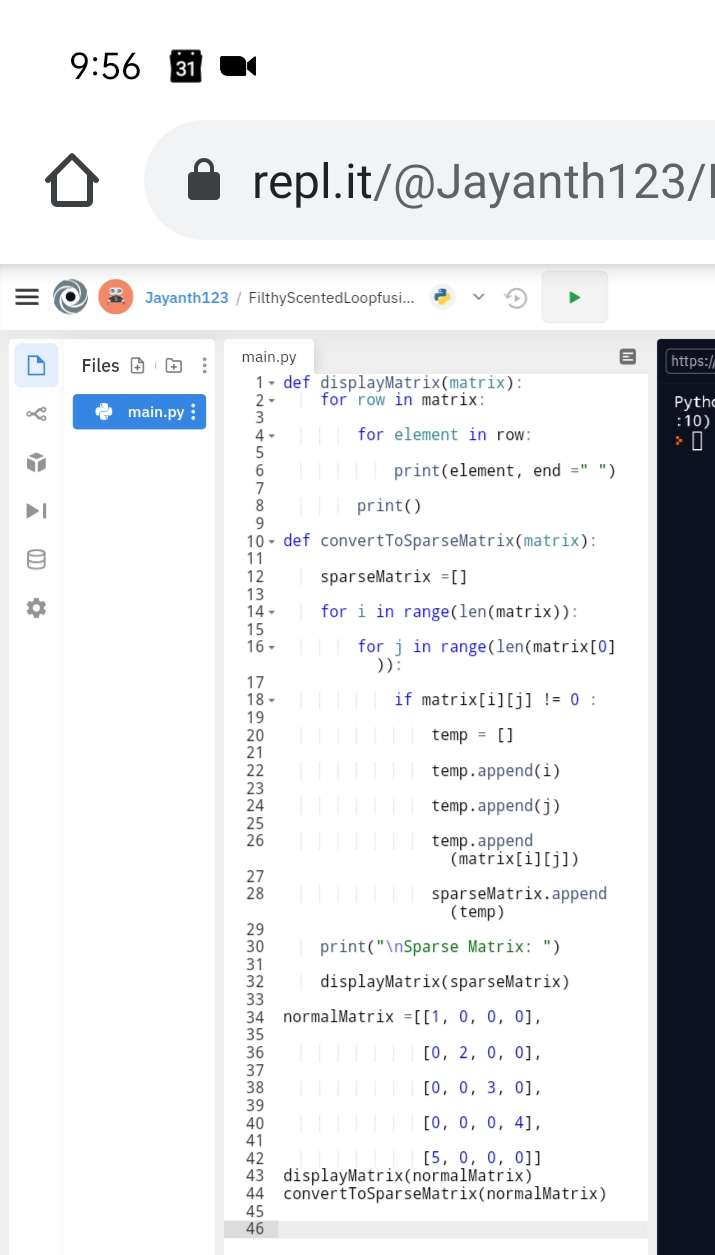 9:56 31
repl.it/@Jayanth123/
Jayanth123 / FilthyScentedLoopfusi...
Files
main.py
main.py
https://
Pytho
:10)
1 def displayMatrix(matrix):
2 for row in matrix:
3
4 for element in row:
5
6 print(element, end =" ")
7
8 print()
9
10 def convertToSparseMatrix(matrix):
11
12 sparseMatrix =[]
13
14 for i in range(len(matrix)):
15
16 for j in range(len(matrix[0]
)):
17
18 if matrix[i][j] != 0 :
19
20 temp = []
21
22 temp.append(i)
23
24 temp.append(j)
25
26 temp.append
(matrix[i][j])
27
28 sparseMatrix.append
(temp)
29
30 print("\nSparse Matrix: ")
31
32 displayMatrix(sparseMatrix)
33
34 normalMatrix =[[1, 0, 0, 0],
35
36 [0, 2, 0, 0],
37
38 [0, 0, 3, 0],
39
40 [0, 0, 0, 4],
41
42 [5, 0, 0, 0]]
43 displayMatrix(normalMatrix)
44 convertToSparseMatrix(normalMatrix)
45
46